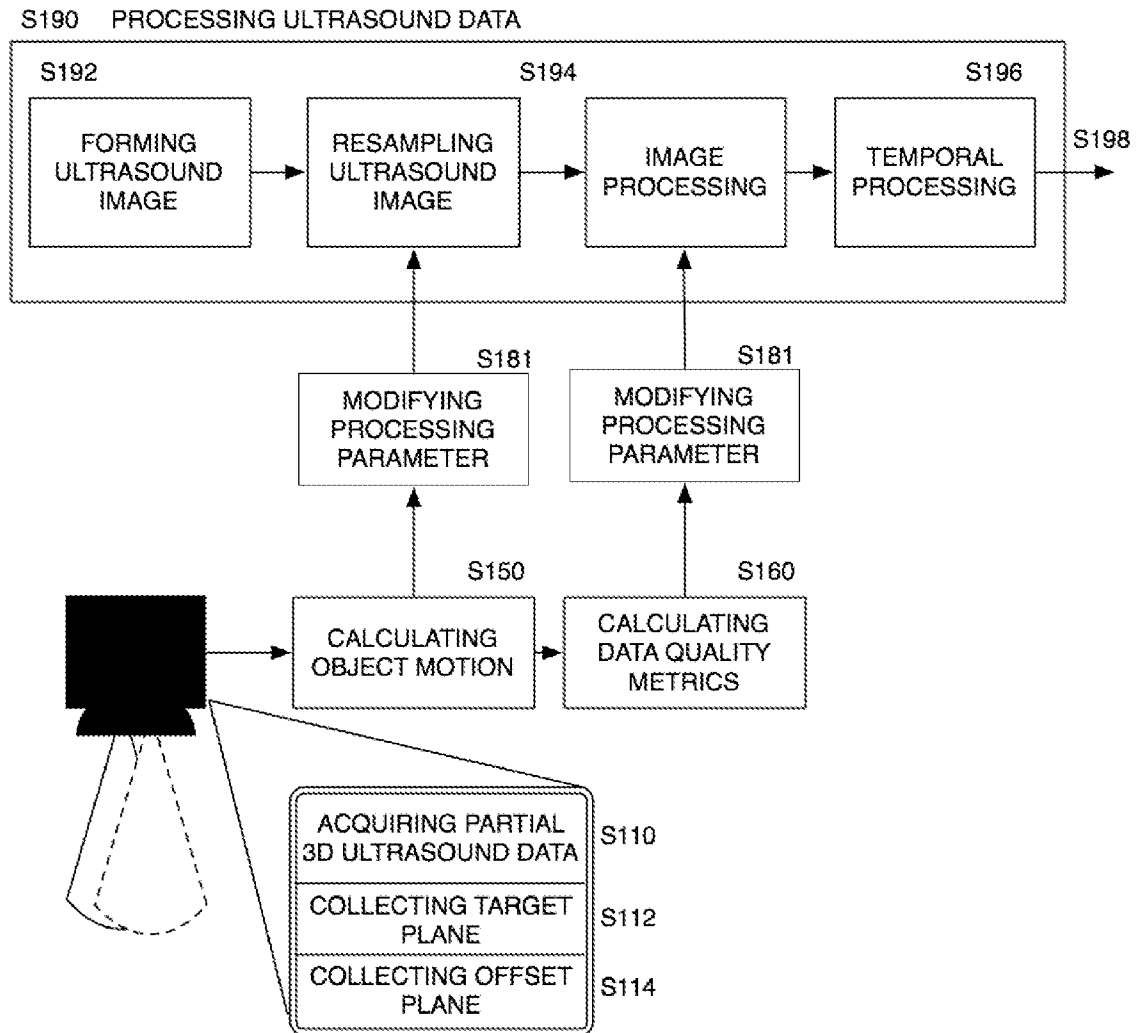 S190 PROCESSING ULTRASOUND DATA
S192
S194
S196
S198
FORMING
ULTRASOUND
IMAGE
RESAMPLING
ULTRASOUND
IMAGE
IMAGE
PROCESSING
TEMPORAL
PROCESSING
S181
S181
MODIFYING
PROCESSING
PARAMETER
MODIFYING
PROCESSING
PARAMETER
S150
S160
CALCULATING
OBJECT MOTION
CALCULATING
DATA QUALITY
METRICS
ACQUIRING PARTIAL
3D ULTRASOUND DATA
S110
COLLECTING TARGET
PLANE
S112
COLLECTING OFFSET
PLANE
S114